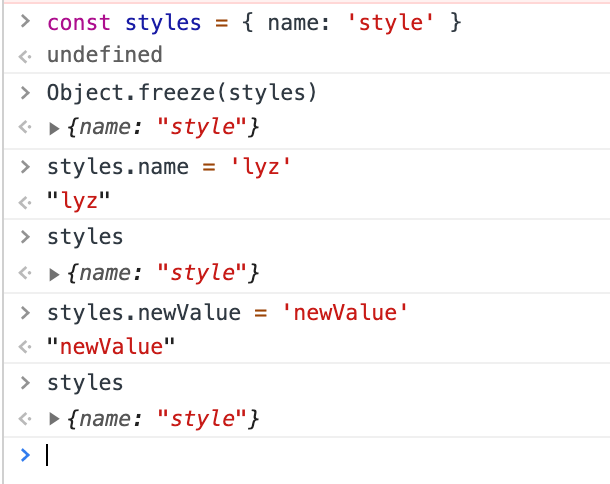 > const styles = { name: 'style' }
<· undefined
> Object.freeze(styles)
<· ▶{name: "style"}
> styles.name = 'lyz'
<· "lyz"
> styles
<· ▶{name: "style"}
> styles.newValue = 'newValue'
<· "newValue"
> styles
<· ▶{name: "style"}
>